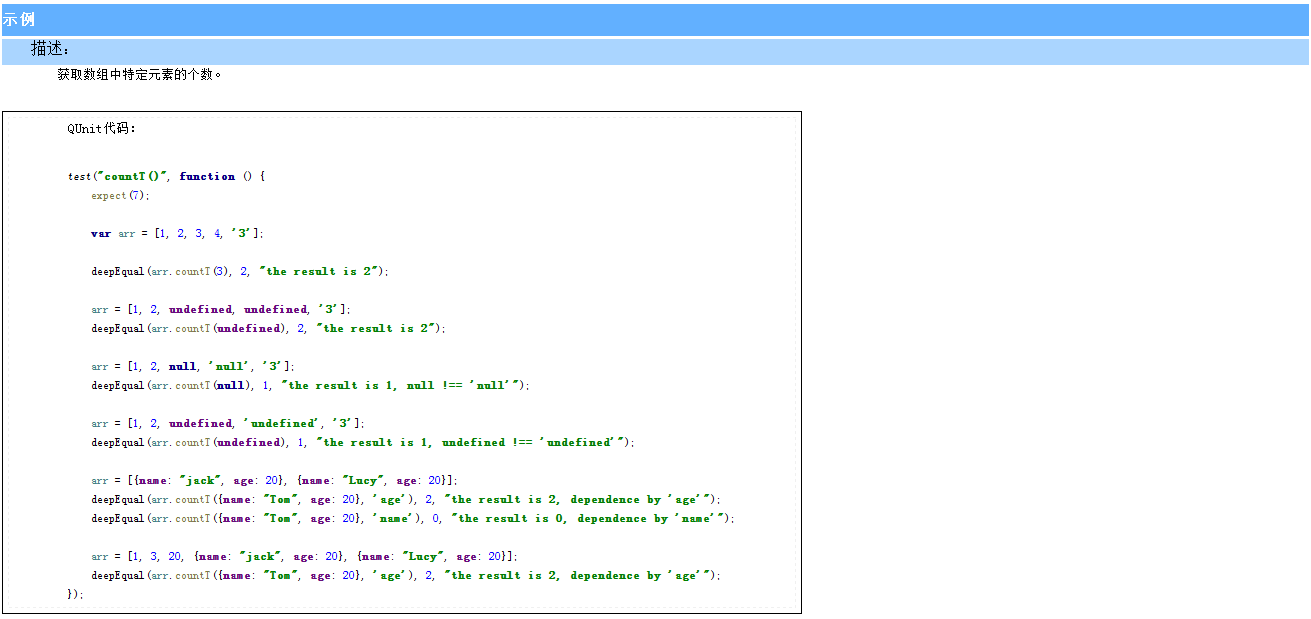 示例
描述：
获取数组中特定元素的个数。
QUnit代码：
test("countT()", function () {
    expect(7);
    var arr = [1, 2, 3, 4, '3'];
    deepEqual(arr.countT(3), 2, "the result is 2");
    arr = [1, 2, undefined, undefined, '3'];
    deepEqual(arr.countT(undefined), 2, "the result is 2");
    arr = [1, 2, null, 'null', '3'];
    deepEqual(arr.countT(null), 1, "the result is 1, null !== 'null'");
    arr = [1, 2, undefined, 'undefined', '3'];
    deepEqual(arr.countT(undefined), 1, "the result is 1, undefined !== 'undefined'");
    arr = [{name: "jack", age: 20}, {name: "Lucy", age: 20}];
    deepEqual(arr.countT({name: "Tom", age: 20}, 'age'), 2, "the result is 2, dependence by 'age'");
    deepEqual(arr.countT({name: "Tom", age: 20}, 'name'), 0, "the result is 0, dependence by 'name'");
    arr = [1, 3, 20, {name: "jack", age: 20}, {name: "Lucy", age: 20}];
    deepEqual(arr.countT({name: "Tom", age: 20}, 'age'), 2, "the result is 2, dependence by 'age'");
});